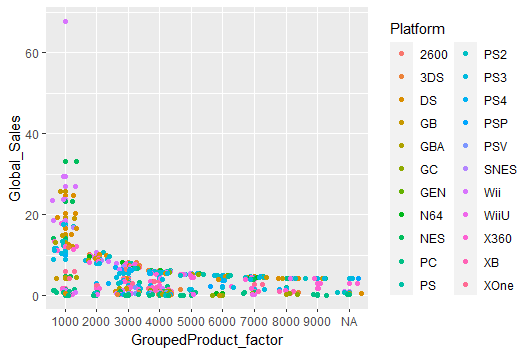 Global_Sales
60
40
20
0
1000 2000 3000 4000 5000 6000 7000 8000 9000 NA
GroupedProduct_factor
Platform
2600 PS2
3DS PS3
DS PS4
GB PSP
GBA PSV
GC SNES
GEN Wii
N64 WiiU
NES X360
PC XB
PS XOne